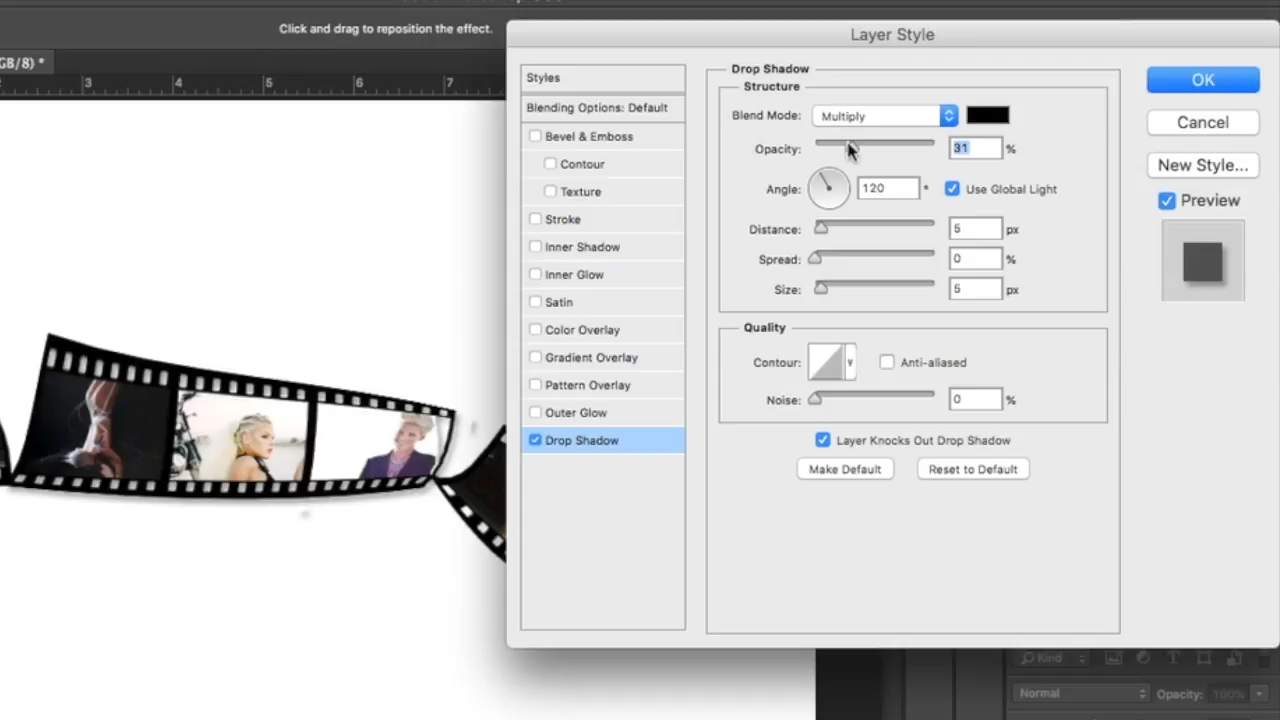 Click and drag to reposition the effect.
GB/8) *
3 4 5 6 7
Layer Style
Styles
Blending Options: Default
Bevel & Emboss
Contour
Texture
Stroke
Inner Shadow
Inner Glow
Satin
Color Overlay
Gradient Overlay
Pattern Overlay
Outer Glow
Drop Shadow
Drop Shadow
Structure
Blend Mode: Multiply
Opacity: 31 %
Angle: 120 ° Use Global Light
Distance: 5 px
Spread: 0 %
Size: 5 px
Quality
Contour: Anti-aliased
Noise: 0 %
Layer Knocks Out Drop Shadow
Make Default Reset to Default
OK
Cancel
New Style...
Preview
Kind
Normal Opacity: 100%